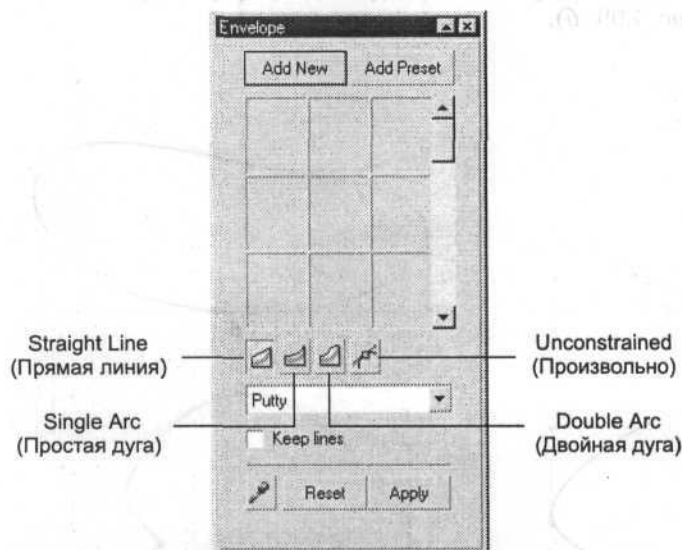 Envelope
Add New
Add Preset
Straight Line
(Прямая линия)
Unconstrained
(Произвольно)
Putty
Single Arc
(Простая дуга)
Double Arc
(Двойная дуга)
Keep lines
Reset
Apply